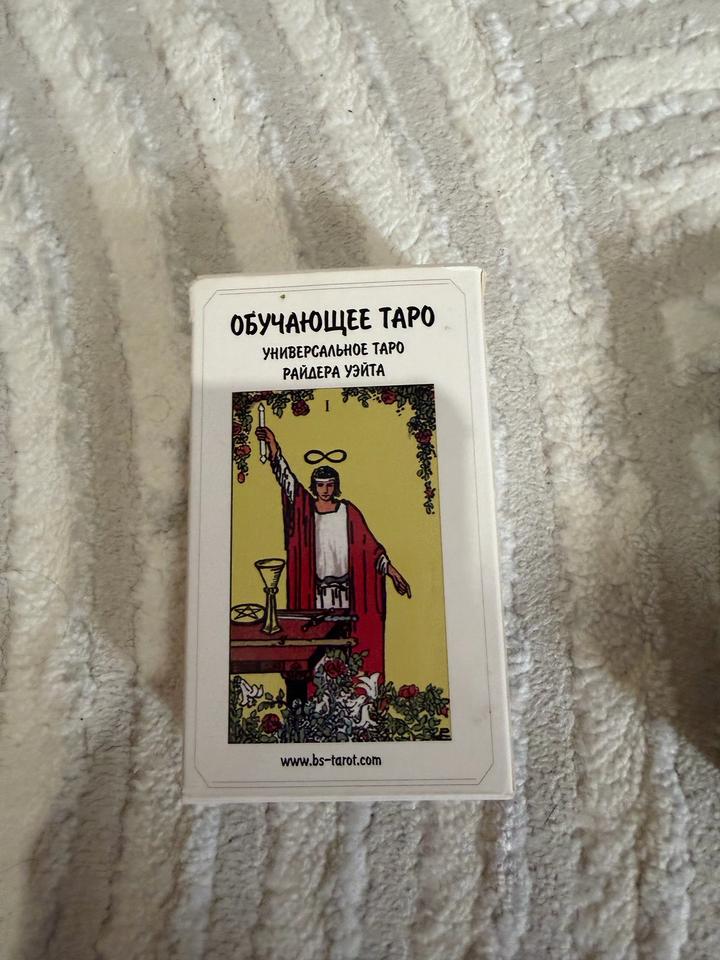 ОБУЧАЮЩЕЕ ТАРО
УНИВЕРСАЛЬНОЕ ТАРО
РАЙДЕРА УЭЙТА
I
www.bs-tarot.com